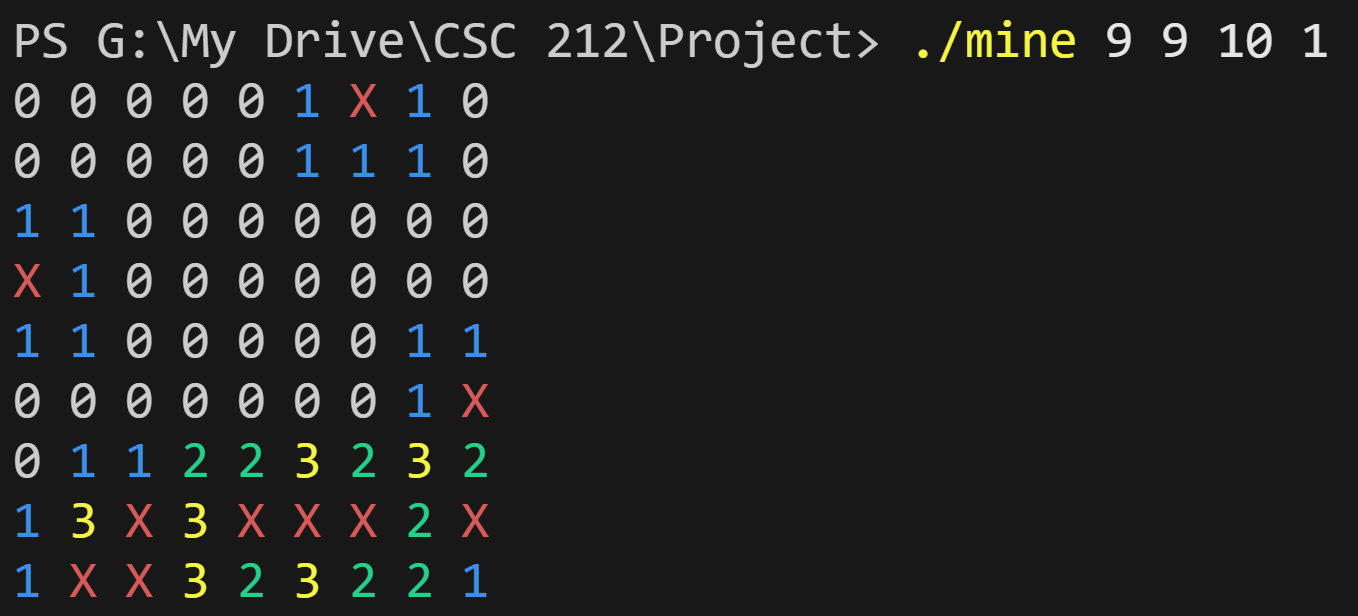 PS G:\My Drive\CSC 212\Project> ./mine 9 9 10 1
0 0 0 0 0 1 X 1 0
0 0 0 0 0 1 1 1 0
1 1 0 0 0 0 0 0 0
X 1 0 0 0 0 0 0 0
1 1 0 0 0 0 0 1 1
0 0 0 0 0 0 0 1 X
0 1 1 2 2 3 2 3 2
1 3 X 3 X X X 2 X
1 X X 3 2 3 2 2 1